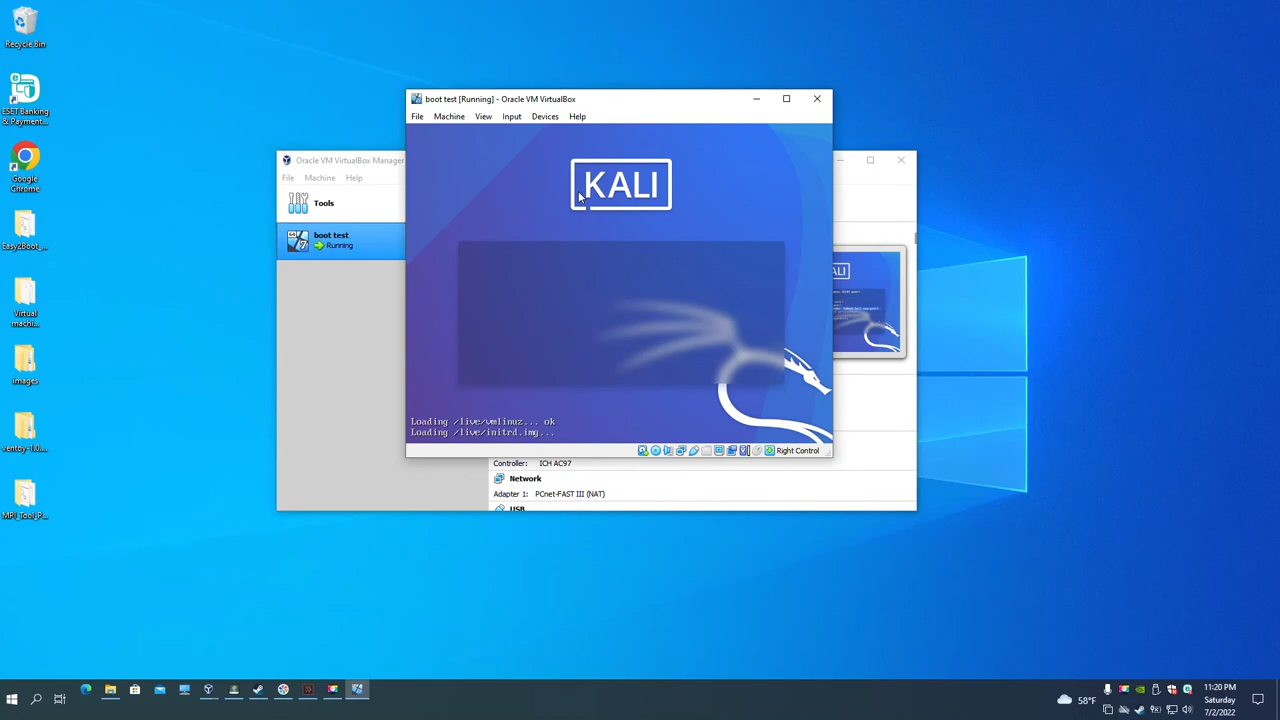 Recycle Bin
ESET Banking
& Payment...
Google
Chrome
Easy2Boot_...
Virtual
machi...
images
ventoy-1.0....
MPI_Tool_P...
boot test [Running] - Oracle VM VirtualBox
File Machine View Input Devices Help
KALI
Loading /live/vmlinuz... ok
Loading /live/initrd.img...
Right Control
Oracle VM VirtualBox Manager
File Machine Help
Tools
boot test
Running
ALI
Controller: ICH AC97
Network
Adapter 1: PCnet-FAST III (NAT)
USB
58°F
11:20 PM
Saturday
7/2/2022